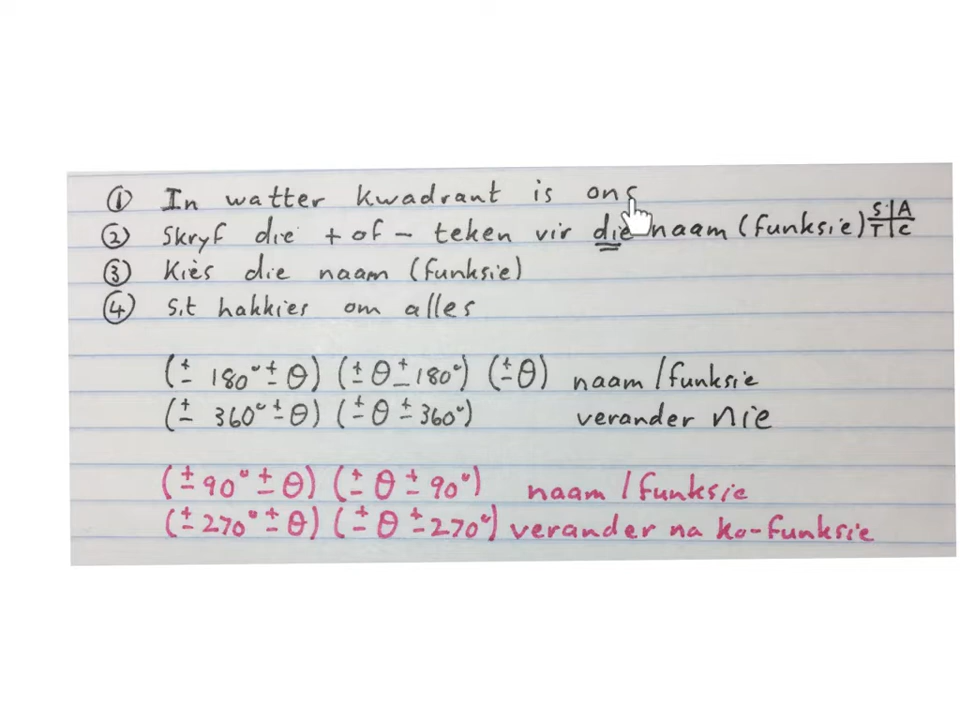 ① In watter kwadrant is ons
② Skryf die + of - teken vir die naam (funksie) S A T C
③ Kies die naam (funksie)
④ Sit hakkies om alles
(± 180° ± θ) (± θ ± 180°) (± θ) naam / funksie
(± 360° ± θ) (± θ ± 360°) verander nie
(± 90° ± θ) (± θ ± 90°) naam / funksie
(± 270° ± θ) (± θ ± 270°) verander na ko-funksie